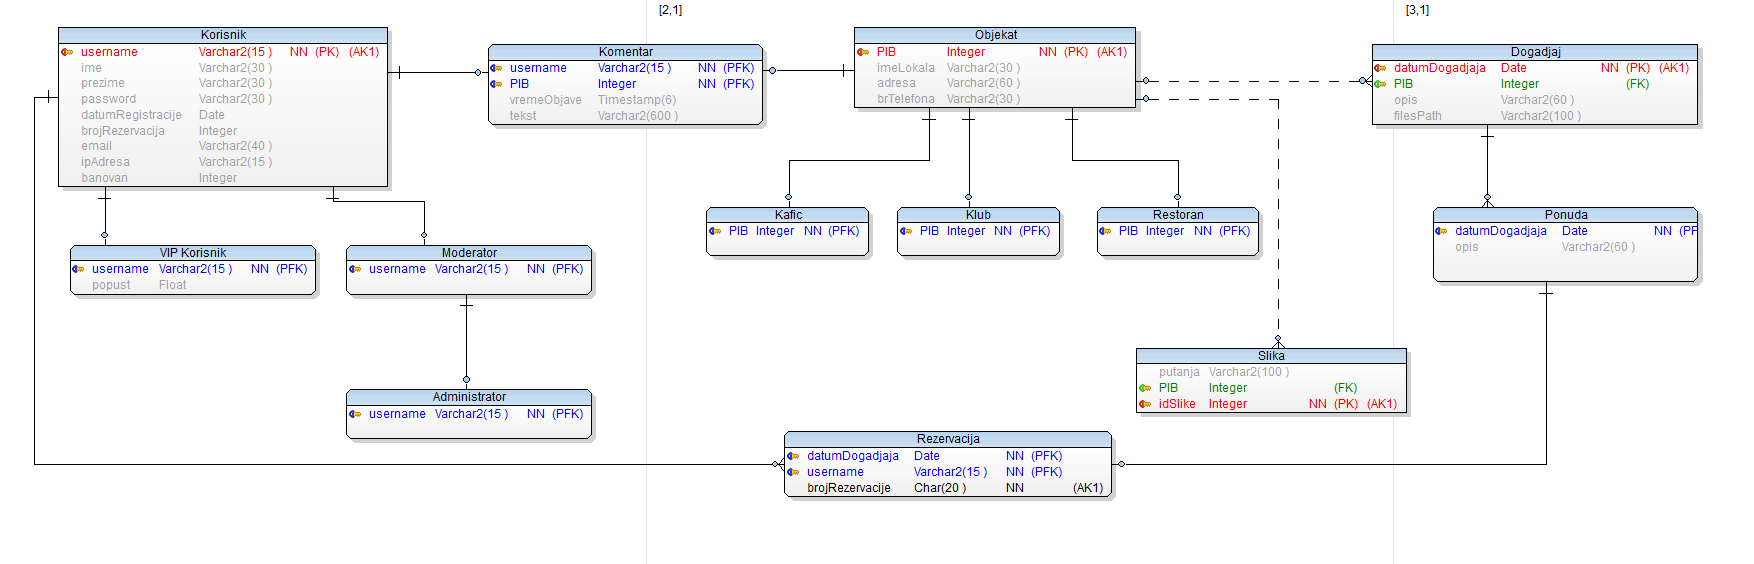 [2,1]
[3,1]
Korisnik
username Varchar2(15 ) NN (PK) (AK1)
ime Varchar2(30 )
prezime Varchar2(30 )
password Varchar2(30 )
datumRegistracije Date
brojRezervacija Integer
email Varchar2(40 )
ipAdresa Varchar2(15 )
banovan Integer
Komentar
username Varchar2(15 ) NN (PFK)
PIB Integer NN (PFK)
vremeObjave Timestamp(6)
tekst Varchar2(600 )
Objekat
PIB Integer NN (PK) (AK1)
imeLokala Varchar2(30 )
adresa Varchar2(60 )
brTelefona Varchar2(30 )
Dogadjaj
datumDogadjaja Date NN (PK) (AK1)
PIB Integer (FK)
opis Varchar2(60 )
filesPath Varchar2(100 )
Kafic
PIB Integer NN (PFK)
Klub
PIB Integer NN (PFK)
Restoran
PIB Integer NN (PFK)
Ponuda
datumDogadjaja Date NN (PF
opis Varchar2(60 )
VIP Korisnik
username Varchar2(15 ) NN (PFK)
popust Float
Moderator
username Varchar2(15 ) NN (PFK)
Slika
putanja Varchar2(100 )
PIB Integer (FK)
idSlike Integer NN (PK) (AK1)
Administrator
username Varchar2(15 ) NN (PFK)
Rezervacija
datumDogadjaja Date NN (PFK)
username Varchar2(15 ) NN (PFK)
brojRezervacije Char(20 ) NN (AK1)